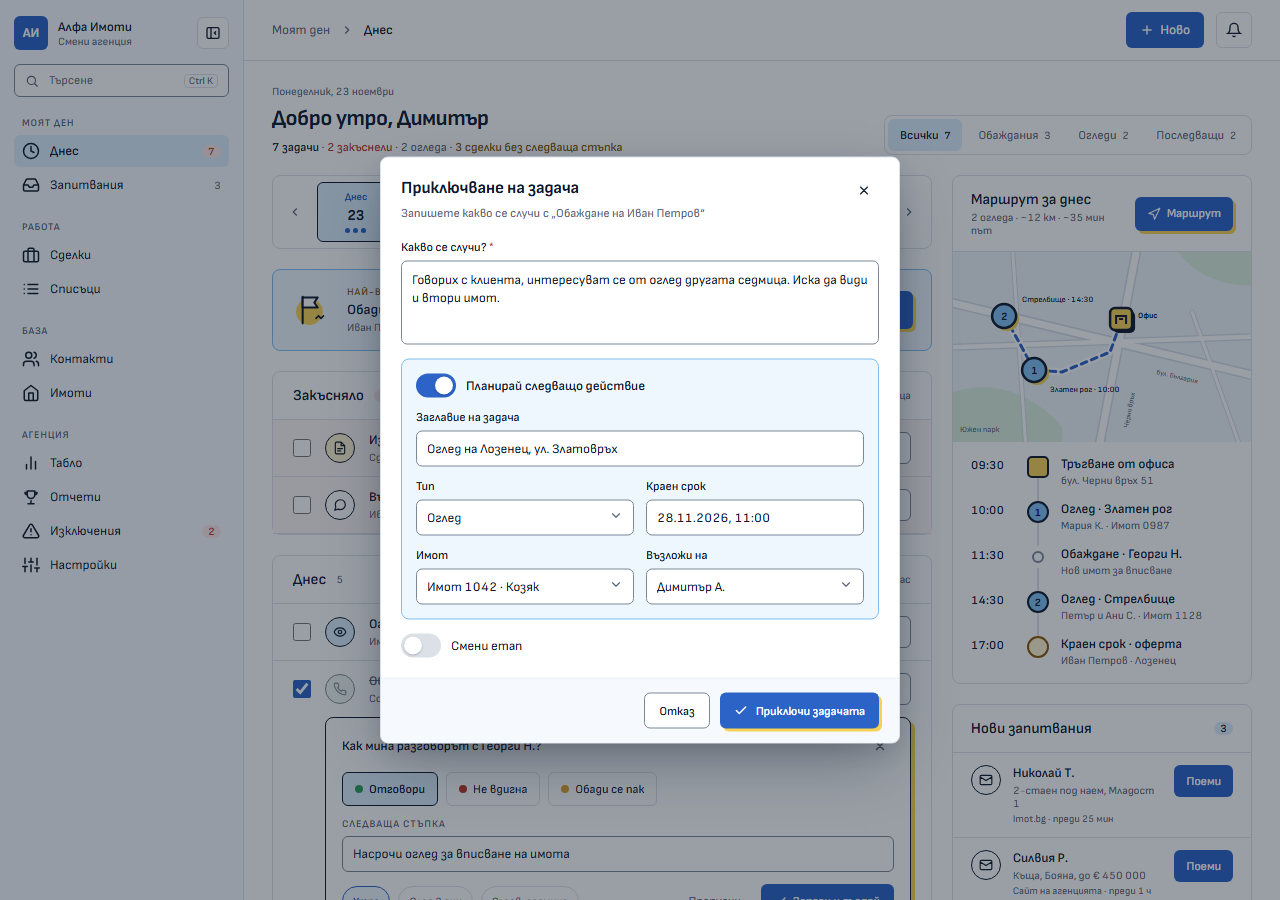 АИ
Алфа Имоти
Смени агенция
Търсене
Ctrl K
МОЯТ ДЕН
Днес 7
Запитвания 3
РАБОТА
Сделки
Списъци
БАЗА
Контакти
Имоти
АГЕНЦИЯ
Табло
Отчети
Изключения 2
Настройки
Моят ден > Днес
+ Ново
Понеделник, 23 ноември
Добро утро, Димитър
7 задачи · 2 закъснели · 2 огледа · 3 сделки без следваща стъпка
Всички 7
Обаждания 3
Огледи 2
Последващи 2
Днес
23
Иван П
Закъсняло
Днес 5
Приключване на задача
Запишете какво се случи с „Обаждане на Иван Петров“
Какво се случи? *
Говорих с клиента, интересуват се от оглед другата седмица. Иска да види
и втори имот.
Планирай следващо действие
Заглавие на задача
Оглед на Лозенец, ул. Златовръх
Тип
Краен срок
Оглед
28.11.2026, 11:00
Имот
Възложи на
Имот 1042 · Козяк
Димитър А.
Смени етап
Отказ
Приключи задачата
Как мина разговорът с Георги Н.?
Отговори
Не вдигна
Обади се пак
СЛЕДВАЩА СТЪПКА
Насрочи оглед за вписване на имота
Маршрут за днес
2 огледа · ~12 км · ~35 мин
път
Маршрут
Стрелбище · 14:30
2
Офис
1
Златен рог · 10:00
бул. България
Черни връх
Южен парк
09:30
Тръгване от офиса
бул. Черни връх 51
10:00
1
Оглед · Златен рог
Мария К. · Имот 0987
11:30
Обаждане · Георги Н.
Нов имот за вписване
14:30
2
Оглед · Стрелбище
Петър и Ани С. · Имот 1128
17:00
Краен срок · оферта
Иван Петров · Лозенец
Нови запитвания 3
Николай Т.
2-стаен под наем, Младост
1
Imot.bg · преди 25 мин
Поеми
Силвия Р.
Къща, Бояна, до € 450 000
Сайт на агенцията · преди 1 ч
Поеми